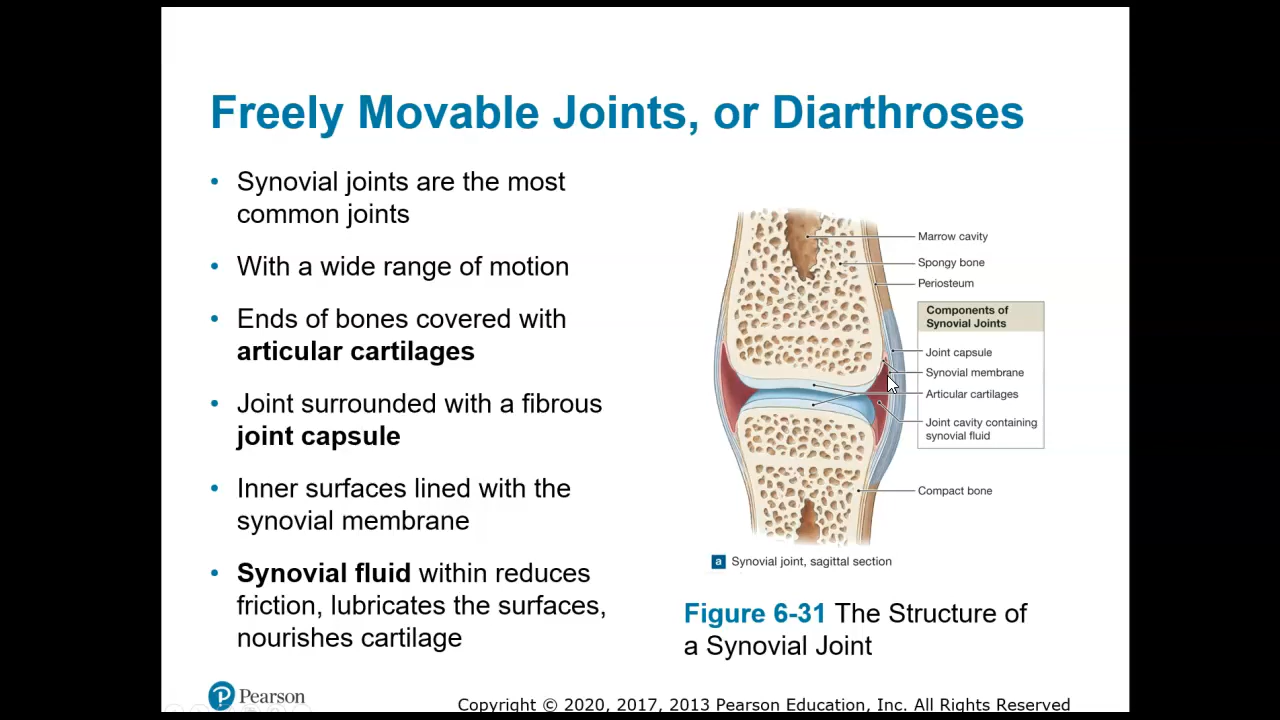 Freely Movable Joints, or Diarthroses
• Synovial joints are the most
common joints
• With a wide range of motion
• Ends of bones covered with
articular cartilages
• Joint surrounded with a fibrous
joint capsule
• Inner surfaces lined with the
synovial membrane
• Synovial fluid within reduces
friction, lubricates the surfaces,
nourishes cartilage
Marrow cavity
Spongy bone
Periosteum
Components of
Synovial Joints
Joint capsule
Synovial membrane
Articular cartilages
Joint cavity containing
synovial fluid
Compact bone
a Synovial joint, sagittal section
Figure 6-31 The Structure of
a Synovial Joint
P Pearson
Copyright © 2020, 2017, 2013 Pearson Education, Inc. All Rights Reserved